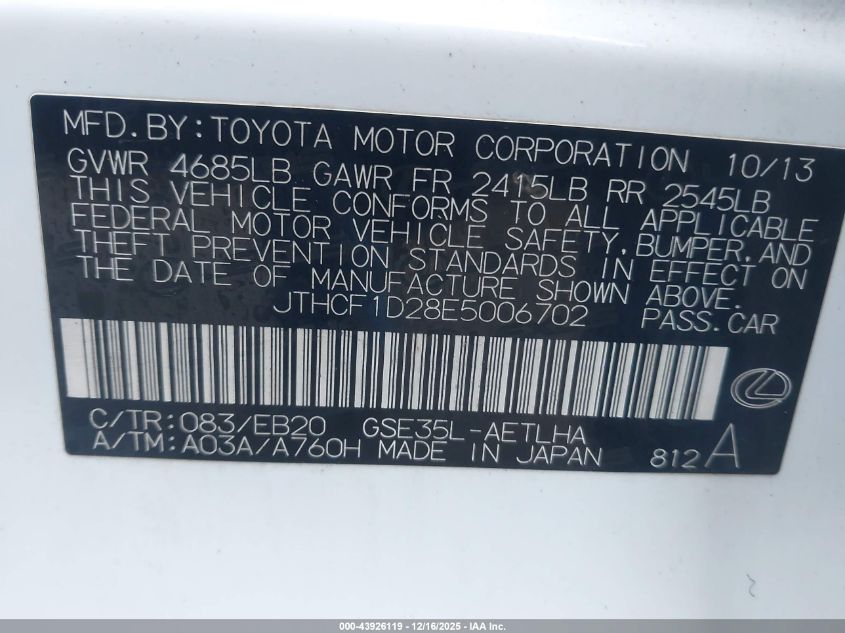 MFD. BY: TOYOTA MOTOR CORPORATION 10/13
GVWR 4685LB GAWR FR 2415LB RR 2545LB
THIS VEHICLE CONFORMS TO ALL APPLICABLE
FEDERAL MOTOR VEHICLE SAFETY, BUMPER, AND
THEFT PREVENTION STANDARDS IN EFFECT ON
THE DATE OF MANUFACTURE SHOWN ABOVE.
JTHCF1D28E5006702 PASS. CAR
C/TR: 083/EB20 GSE35L-AETLHA
A/TM: A03A/A760H MADE IN JAPAN 812A
000-43926119 - 12/16/2025 - IAA Inc.